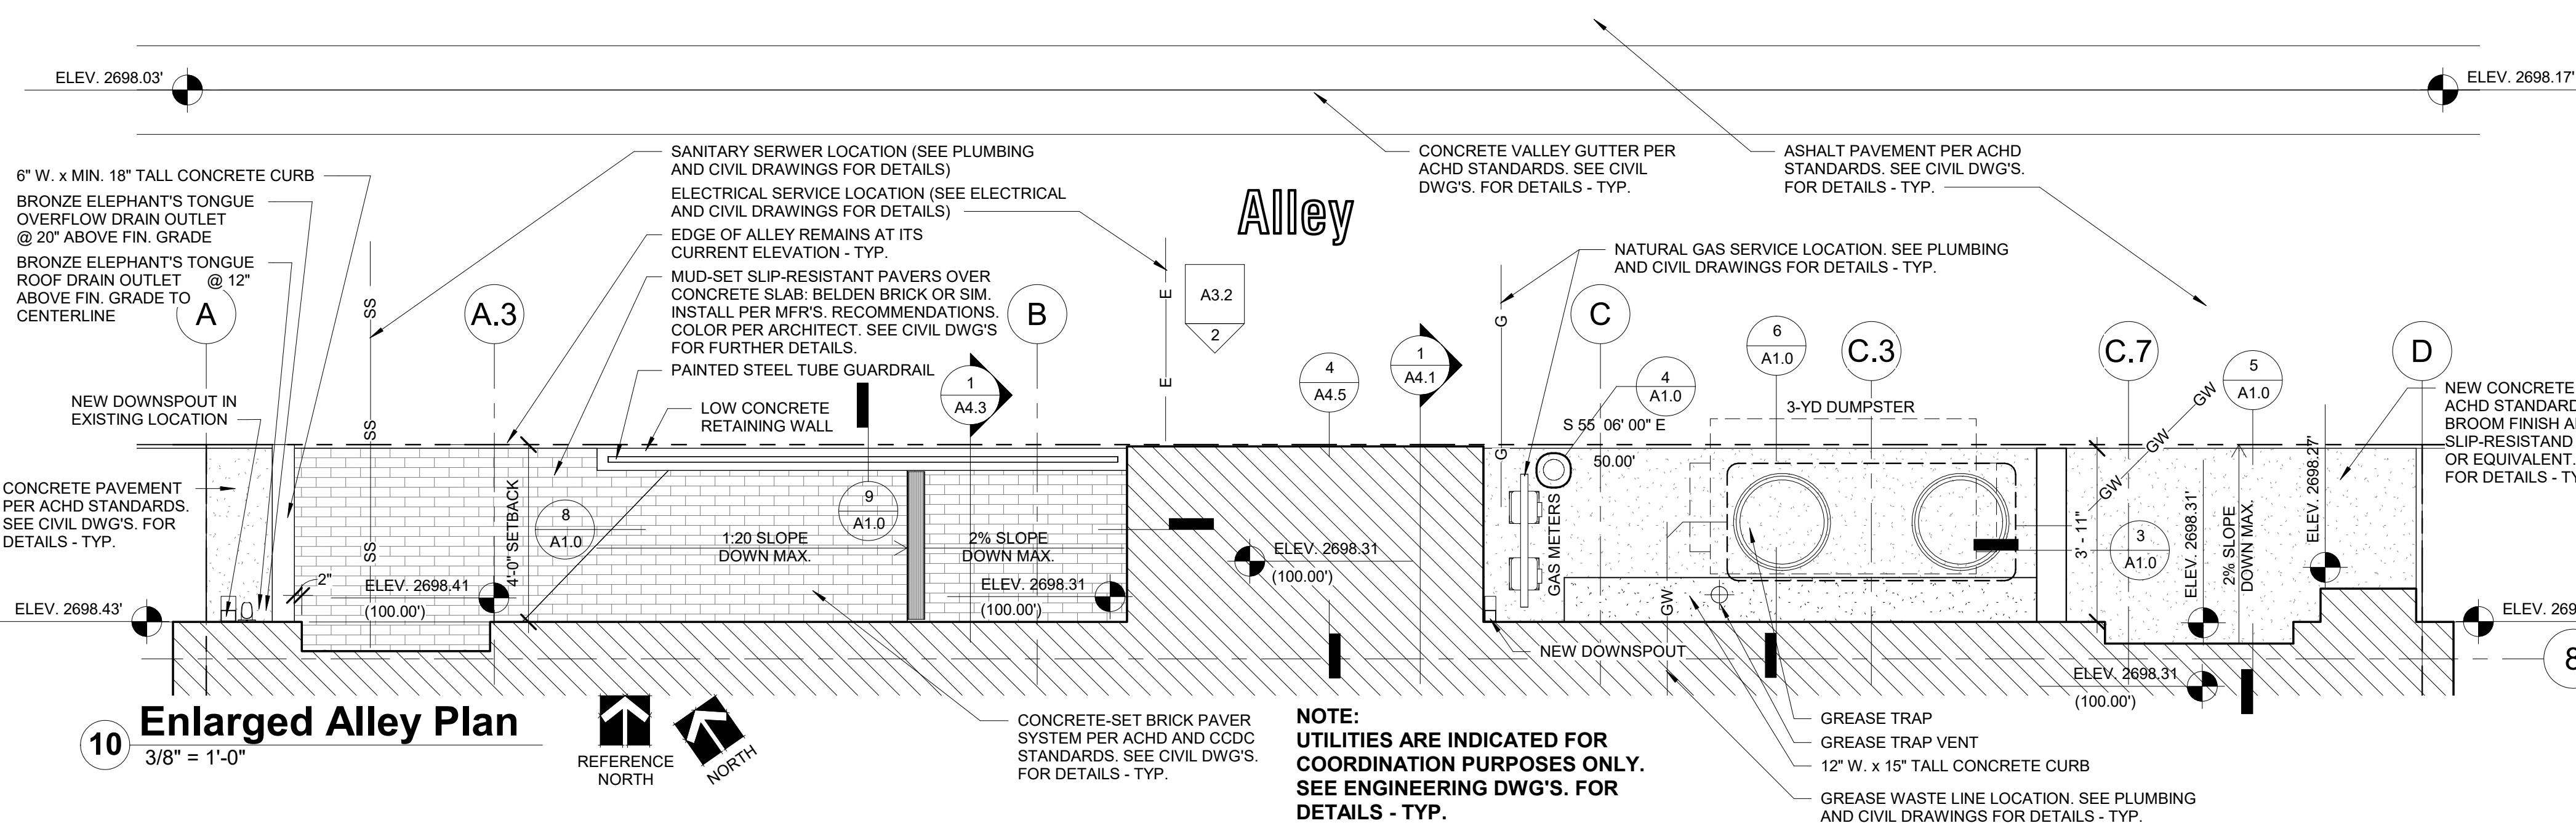 ELEV. 2698.03'
ELEV. 2698.17'
6" W. x MIN. 18" TALL CONCRETE CURB
BRONZE ELEPHANT'S TONGUE
OVERFLOW DRAIN OUTLET
@ 20" ABOVE FIN. GRADE
BRONZE ELEPHANT'S TONGUE
ROOF DRAIN OUTLET @ 12"
ABOVE FIN. GRADE TO
CENTERLINE
SANITARY SERWER LOCATION (SEE PLUMBING
AND CIVIL DRAWINGS FOR DETAILS)
ELECTRICAL SERVICE LOCATION (SEE ELECTRICAL
AND CIVIL DRAWINGS FOR DETAILS)
EDGE OF ALLEY REMAINS AT ITS
CURRENT ELEVATION - TYP.
MUD-SET SLIP-RESISTANT PAVERS OVER
CONCRETE SLAB: BELDEN BRICK OR SIM.
INSTALL PER MFR'S. RECOMMENDATIONS.
COLOR PER ARCHITECT. SEE CIVIL DWG'S
FOR FURTHER DETAILS.
PAINTED STEEL TUBE GUARDRAIL
LOW CONCRETE
RETAINING WALL
Alley
CONCRETE VALLEY GUTTER PER
ACHD STANDARDS. SEE CIVIL
DWG'S. FOR DETAILS - TYP.
ASHALT PAVEMENT PER ACHD
STANDARDS. SEE CIVIL DWG'S.
FOR DETAILS - TYP.
NATURAL GAS SERVICE LOCATION. SEE PLUMBING
AND CIVIL DRAWINGS FOR DETAILS - TYP.
A
A.3
B
C
C.3
C.7
D
A3.2
2
1
A4.3
4
A4.5
1
A4.1
4
A1.0
6
A1.0
5
A1.0
SS
SS
SS
E
E
G
G
GW
GW
GW
GW
NEW DOWNSPOUT IN
EXISTING LOCATION
CONCRETE PAVEMENT
PER ACHD STANDARDS.
SEE CIVIL DWG'S. FOR
DETAILS - TYP.
3-YD DUMPSTER
S 55 06' 00" E
50.00'
NEW CONCRETE
ACHD STANDARD
BROOM FINISH A
SLIP-RESISTAND
OR EQUIVALENT.
FOR DETAILS - TY
4'-0" SETBACK
8
A1.0
9
A1.0
3
A1.0
1:20 SLOPE
DOWN MAX.
2% SLOPE
DOWN MAX.
2"
ELEV. 2698.41
(100.00')
ELEV. 2698.31
(100.00')
ELEV. 2698.31
(100.00')
GAS METERS
3' - 11"
ELEV. 2698.31'
2% SLOPE
DOWN MAX.
ELEV. 2698.27'
ELEV. 2698.43'
ELEV. 269
8
NEW DOWNSPOUT
ELEV. 2698.31
(100.00')
10
Enlarged Alley Plan
3/8" = 1'-0"
REFERENCE
NORTH
NORTH
CONCRETE-SET BRICK PAVER
SYSTEM PER ACHD AND CCDC
STANDARDS. SEE CIVIL DWG'S.
FOR DETAILS - TYP.
NOTE:
UTILITIES ARE INDICATED FOR
COORDINATION PURPOSES ONLY.
SEE ENGINEERING DWG'S. FOR
DETAILS - TYP.
GREASE TRAP
GREASE TRAP VENT
12" W. x 15" TALL CONCRETE CURB
GREASE WASTE LINE LOCATION. SEE PLUMBING
AND CIVIL DRAWINGS FOR DETAILS - TYP.